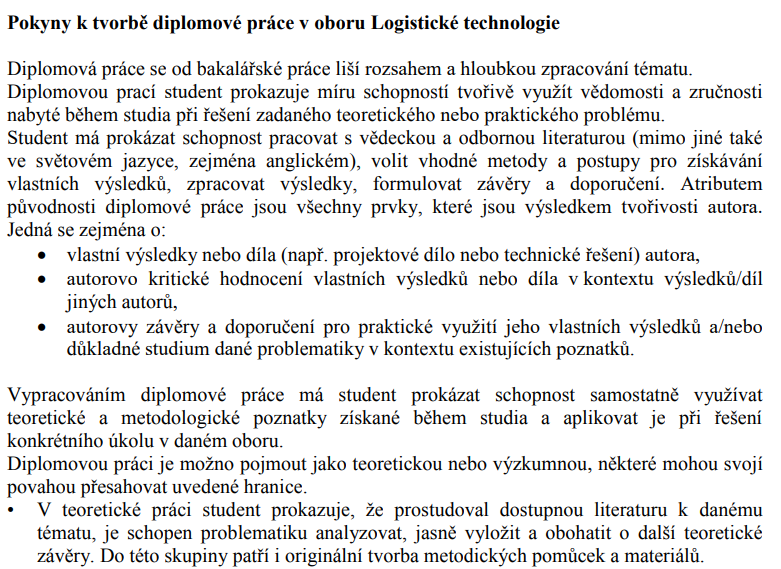 Pokyny k tvorbě diplomové práce v oboru Logistické technologie
Diplomová práce se od bakalářské práce liší rozsahem a hloubkou zpracování tématu.
Diplomovou prací student prokazuje míru schopností tvořivě využít vědomosti a zručnosti
nabyté během studia při řešení zadaného teoretického nebo praktického problému.
Student má prokázat schopnost pracovat s vědeckou a odbornou literaturou (mimo jiné také
ve světovém jazyce, zejména anglickém), volit vhodné metody a postupy pro získávání
vlastních výsledků, zpracovat výsledky, formulovat závěry a doporučení. Atributem
původnosti diplomové práce jsou všechny prvky, které jsou výsledkem tvořivosti autora.
Jedná se zejména o:
• vlastní výsledky nebo díla (např. projektové dílo nebo technické řešení) autora,
• autorovo kritické hodnocení vlastních výsledků nebo díla v kontextu výsledků/děl
jiných autorů,
• autorovy závěry a doporučení pro praktické využití jeho vlastních výsledků a/nebo
důkladné studium dané problematiky v kontextu existujících poznatků.
Vypracováním diplomové práce má student prokázat schopnost samostatně využívat
teoretické a metodologické poznatky získané během studia a aplikovat je při řešení
konkrétního úkolu v daném oboru.
Diplomovou práci je možno pojmout jako teoretickou nebo výzkumnou, některé mohou svojí
povahou přesahovat uvedené hranice.
• V teoretické práci student prokazuje, že prostudoval dostupnou literaturu k danému
tématu, je schopen problematiku analyzovat, jasně vyložit a obohatit o další teoretické
závěry. Do této skupiny patří i originální tvorba metodických pomůcek a materiálů.